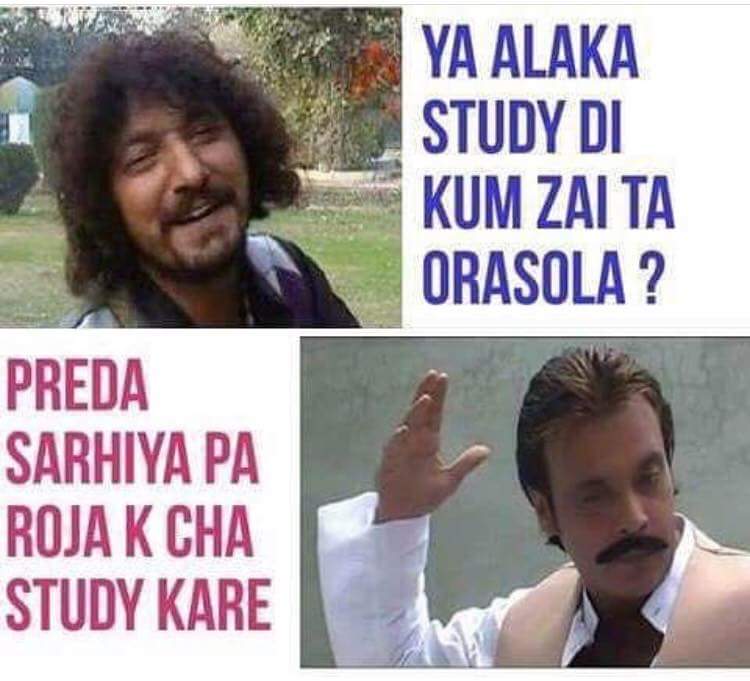 YA ALAKA
STUDY DI
KUM ZAI TA
ORASOLA ?
PREDA
SARHIYA PA
ROJA K CHA
STUDY KARE